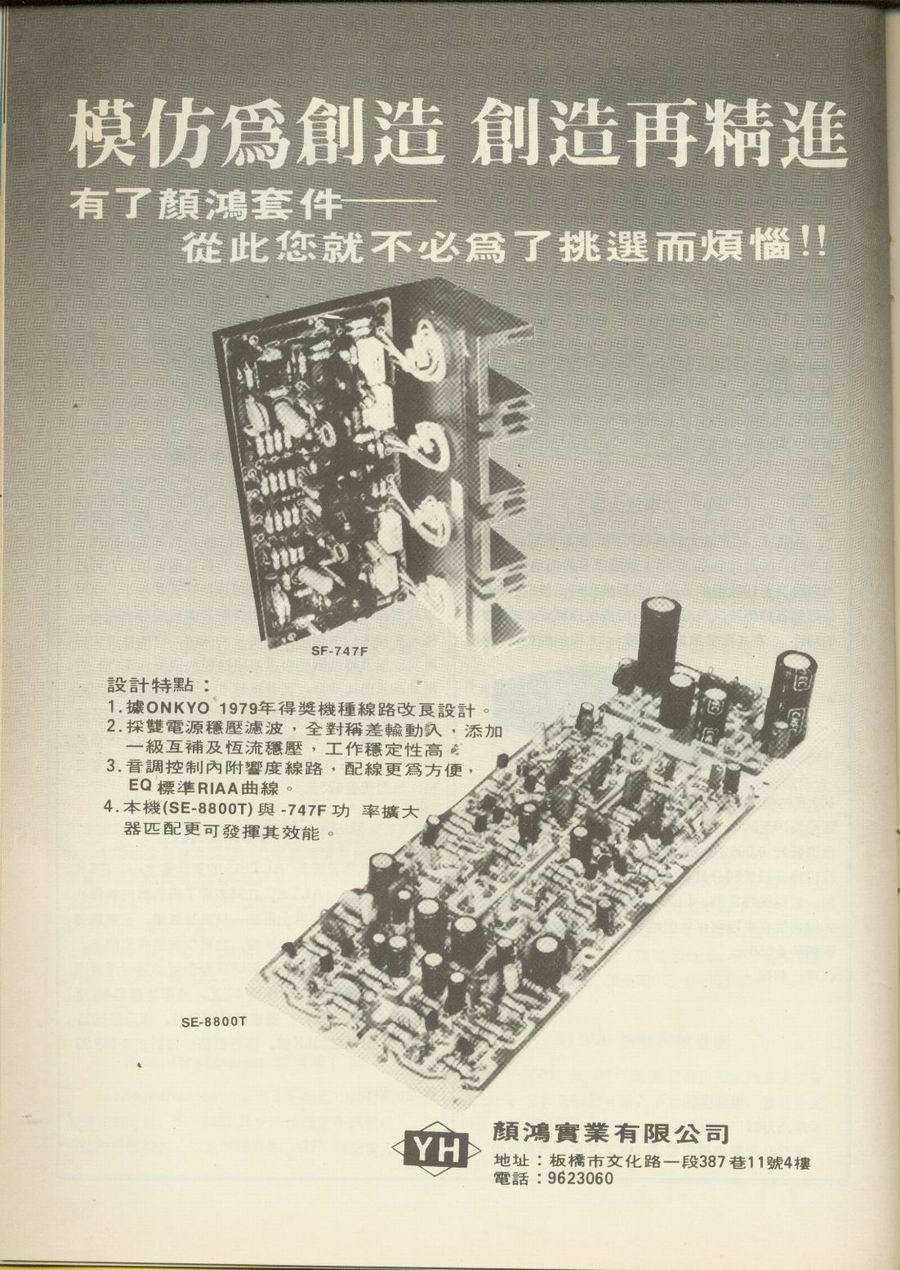 模仿爲創造 創造再精進
有了顏鴻套件——
從此您就不必爲了挑選而煩惱!!
SF-747F
設計特點：
1.據ONKYO 1979年得獎機種線路改良設計。
2.採雙電源穩壓濾波，全對稱差輸動入，添加
一級互補及恆流穩壓，工作穩定性高
3.音調控制內附響度線路，配線更爲方便，
EQ標準RIAA曲線。
4.本機(SE-8800T)與 -747F功 率擴大
器匹配更可發揮其效能。
SE-8800T
YH
顏鴻實業有限公司
地址：板橋市文化路一段387巷11號4樓
電話：9623060